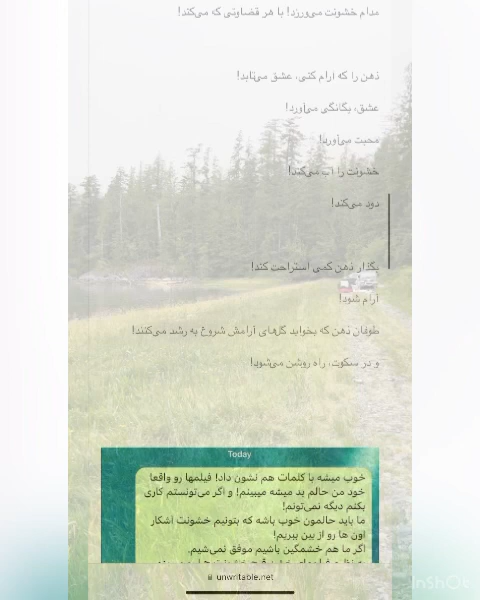 مدام خشونت می‌ورزد! با هر قضاوتی که می‌کند!
ذهن را که آرام کنی، عشق می‌تابد!
عشق، یگانگی می‌آورد!
محبت می‌آورد!
خشونت را آب می‌کند!
دود می‌کند!
بگذار ذهن کمی استراحت کند!
آرام شود!
طوفان ذهن که بخوابد گل‌های آرامش شروع به رشد می‌کنند!
و در سکوت، راه روشن می‌شود!
Today
خوب میشه با کلمات هم نشون داد! فیلمها رو واقعا
خود من حالم بد میشه میبینم! و اگر می‌تونستم کاری
بکنم دیگه نمی‌تونم!
ما باید حالمون خوب باشه که بتونیم خشونت آشکار
اون ها رو از بین ببریم!
اگر ما هم خشمگین باشیم موفق نمی‌شیم.
unwritable.net
InShOt